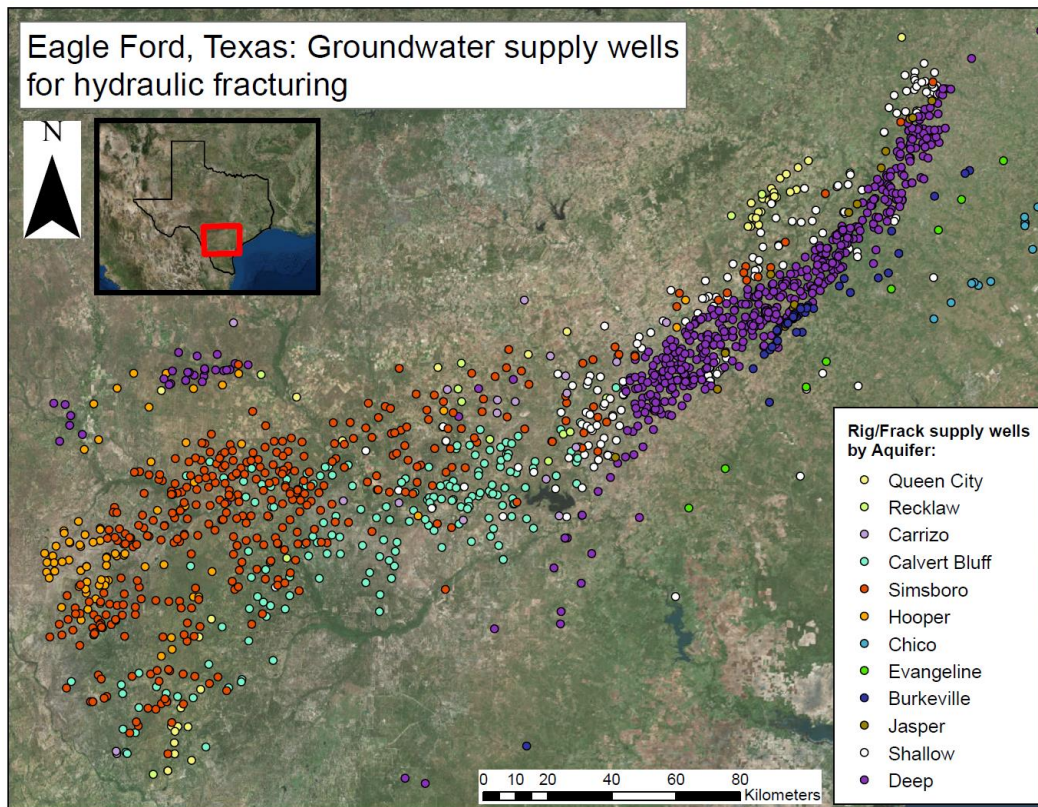 Eagle Ford, Texas: Groundwater supply wells
for hydraulic fracturing
N
Rig/Frack supply wells
by Aquifer:
Queen City
Recklaw
Carrizo
Calvert Bluff
Simsboro
Hooper
Chico
Evangeline
Burkeville
Jasper
Shallow
Deep
0 10 20 40 60 80
Kilometers